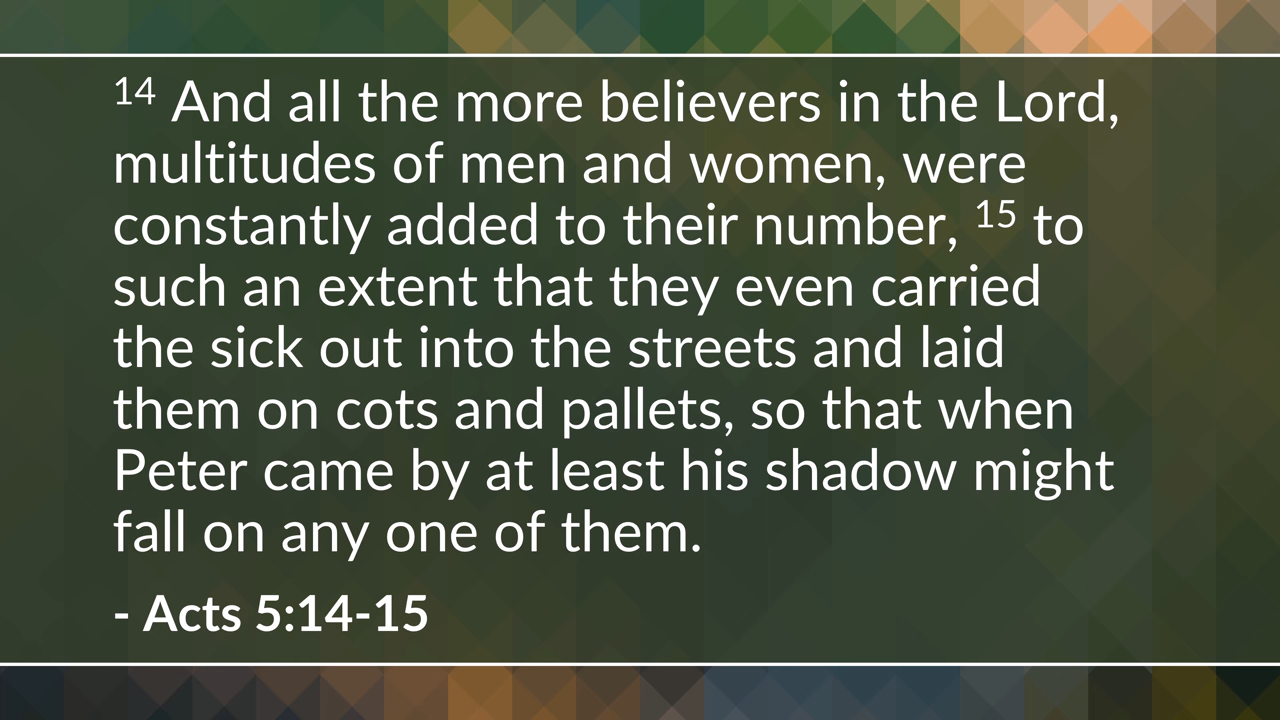 14 And all the more believers in the Lord,
multitudes of men and women, were
constantly added to their number, 15 to
such an extent that they even carried
the sick out into the streets and laid
them on cots and pallets, so that when
Peter came by at least his shadow might
fall on any one of them.
- Acts 5:14-15